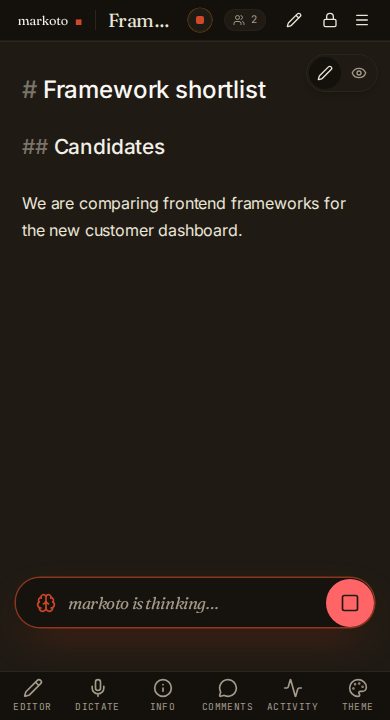 markoto
Fram...
2
# Framework shortlist
## Candidates
We are comparing frontend frameworks for
the new customer dashboard.
markoto is thinking...
EDITOR
DICTATE
INFO
COMMENTS
ACTIVITY
THEME